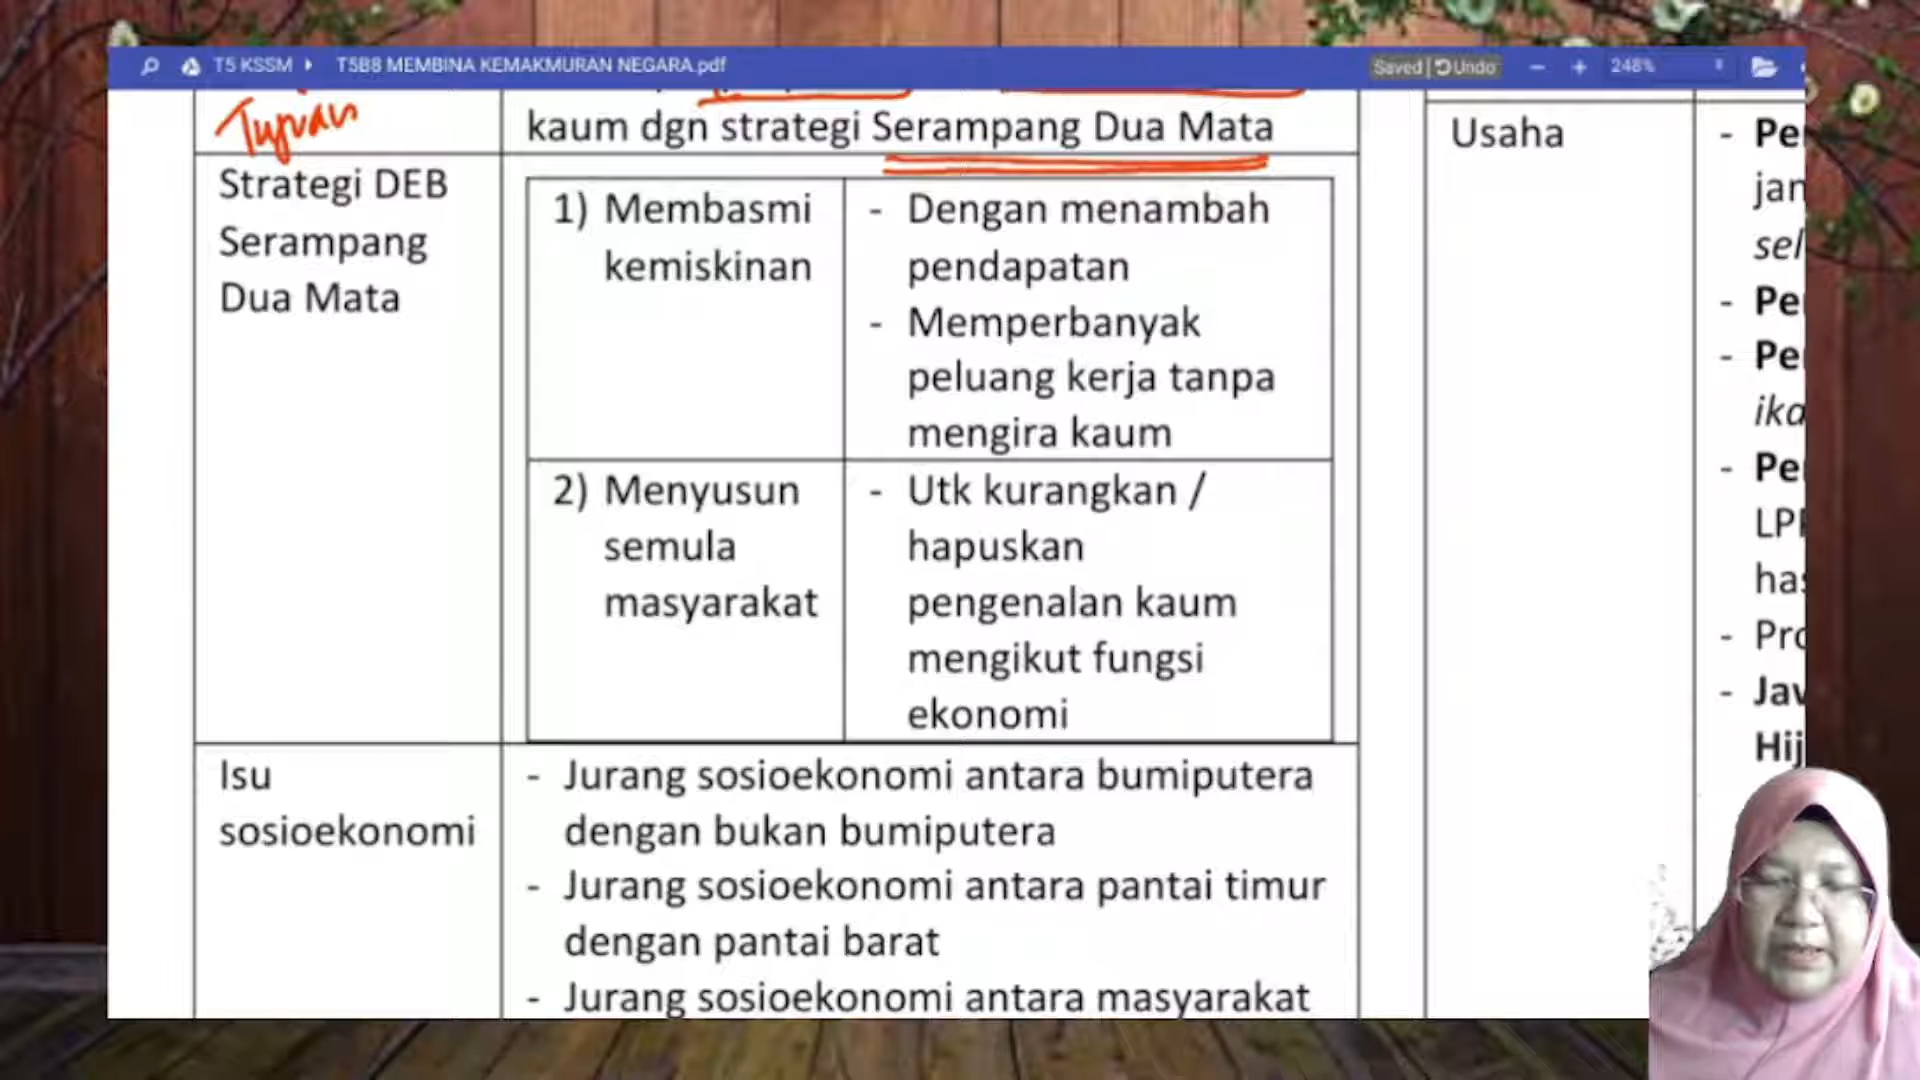 T5 KSSM
T5B8 MEMBINA KEMAKMURAN NEGARA.pdf
Saved | Undo
248%
Tujuan
kaum dgn strategi Serampang Dua Mata
Strategi DEB
Serampang
Dua Mata
1) Membasmi
kemiskinan
- Dengan menambah
pendapatan
- Memperbanyak
peluang kerja tanpa
mengira kaum
2) Menyusun
semula
masyarakat
- Utk kurangkan /
hapuskan
pengenalan kaum
mengikut fungsi
ekonomi
Isu
sosioekonomi
- Jurang sosioekonomi antara bumiputera
dengan bukan bumiputera
- Jurang sosioekonomi antara pantai timur
dengan pantai barat
- Jurang sosioekonomi antara masyarakat
Usaha